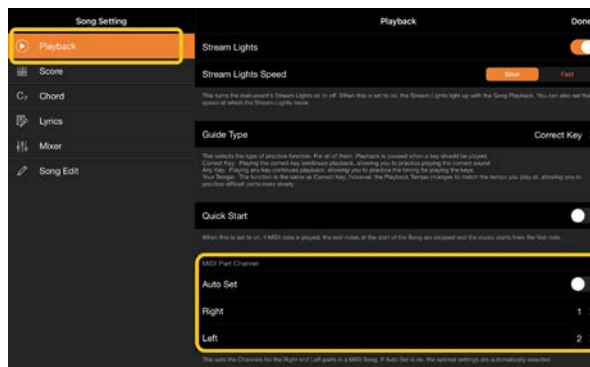 Song Setting
Playback
Done
Playback
Score
Chord
Lyrics
Mixer
Song Edit
Stream Lights
Stream Lights Speed
Slow
Fast
This turns the instrument's Stream Lights on or off. When this is set to on, the Stream Lights light up with the Song Playback. You can also set the
speed at which the Stream Lights move.
Guide Type
Correct Key
This selects the type of practice function. For all of them, Playback is paused when a key should be played.
Correct Key: Playing the correct key continues playback, allowing you to practice playing the correct sound.
Any Key: Playing any key continues playback, allowing you to practice the timing for playing the keys.
Your Tempo: The function is the same as Correct Key; however the Playback Tempo changes to match the tempo you play at, allowing you to
practice difficult parts more slowly.
Quick Start
When this is set to on, if MIDI data is played, the rest notes at the start of the Song are skipped and the music starts from the first note.
MIDI Part Channel
Auto Set
Right
1
Left
2
This sets the Channels for the Right and Left parts in a MIDI Song. If Auto Set is on, the optimal settings are automatically selected.